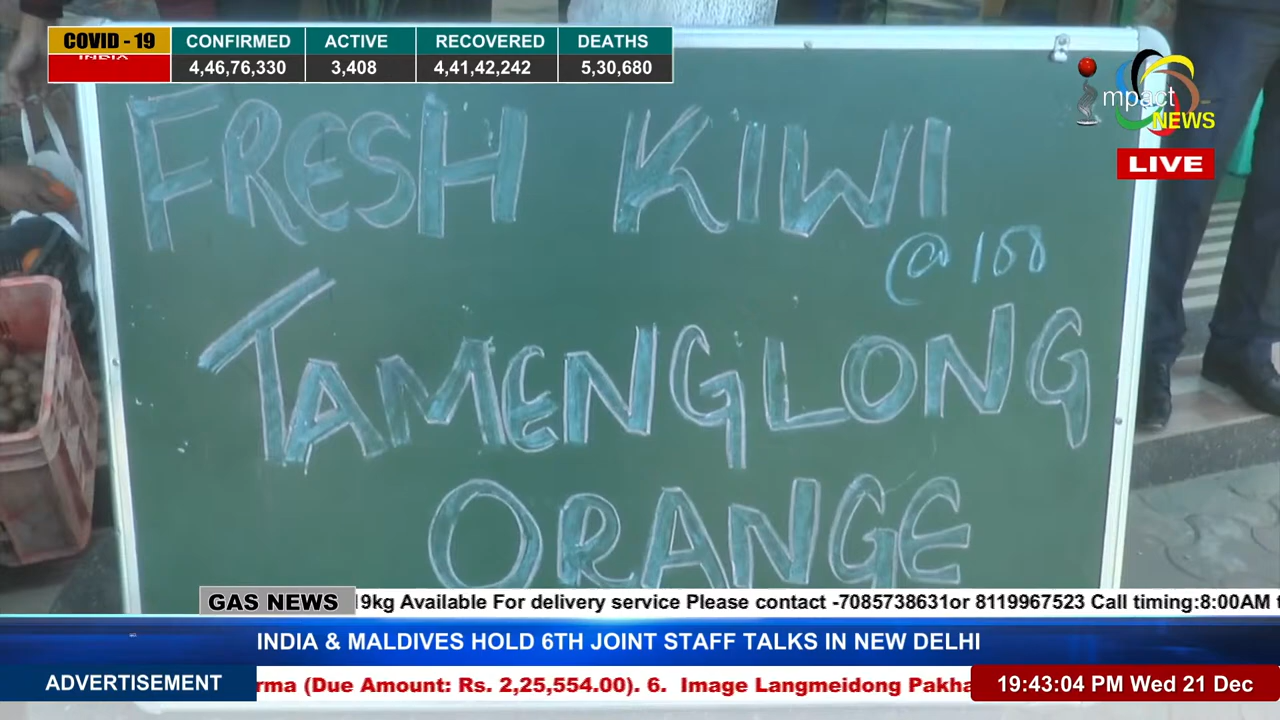 COVID - 19 CONFIRMED ACTIVE RECOVERED DEATHS
INDIA 4,46,76,330 3,408 4,41,42,242 5,30,680
impact
NEWS
LIVE
FRESH KIWI
@ 100
TAMENGLONG
ORANGE
GAS NEWS 19kg Available For delivery service Please contact -7085738631or 8119967523 Call timing:8:00AM
INDIA & MALDIVES HOLD 6TH JOINT STAFF TALKS IN NEW DELHI
ADVERTISEMENT rma (Due Amount: Rs. 2,25,554.00). 6. Image Langmeidong Pakha 19:43:04 PM Wed 21 Dec